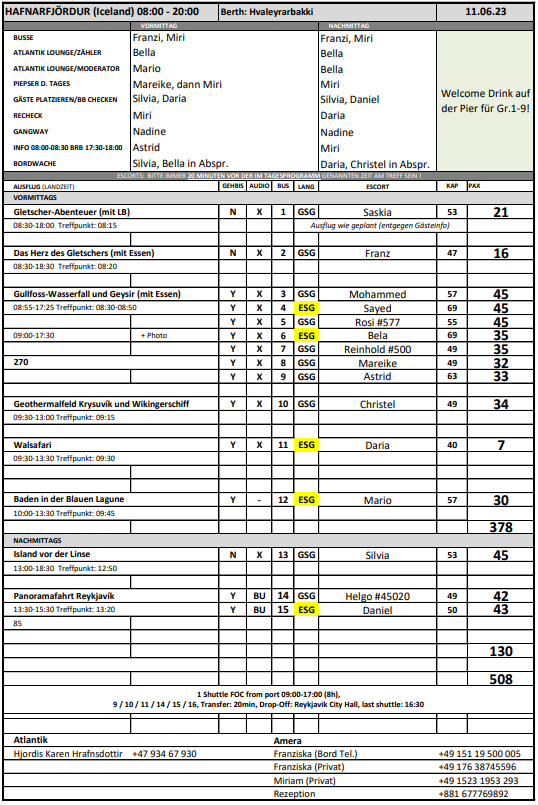 HAFNARFJÖRDUR (Iceland) 08:00 - 20:00 Berth: Hvaleyrarbakki 11.06.23
VORMITTAG NACHMITTAG
BUSSE Franzi, Miri Franzi, Miri
ATLANTIK LOUNGE/ZÄHLER Bella Bella
ATLANTIK LOUNGE/MODERATOR Mario Bella
PIEPSER D. TAGES Mareike, dann Miri Miri
GÄSTE PLATZIEREN/BB CHECKEN Silvia, Daria Silvia, Daniel
RECHECK Miri Daria
GANGWAY Nadine Nadine
INFO 08:00-08:30 BRB 17:30-18:00 Astrid Miri
BORDWACHE Silvia, Bella in Abspr. Daria, Christel in Abspr.
Welcome Drink auf
der Pier für Gr.1-9!
ESCORTS: BITTE IMMER 20 MINUTEN VOR DER IM TAGESPROGRAMM GENANNTEN ZEIT AM TREFF SEIN !
AUSFLUG (LANDZEIT) GEHBIS AUDIO BUS LANG ESCORT KAP PAX
VORMITTAGS
Gletscher-Abenteuer (mit LB) N X 1 GSG Saskia 53 21
08:30-18:00 Treffpunkt: 08:15 Ausflug wie geplant (entgegen Gästeinfo)
Das Herz des Gletschers (mit Essen) N X 2 GSG Franz 47 16
08:30-18:30 Treffpunkt: 08:20
Gullfoss-Wasserfall und Geysir (mit Essen) Y X 3 GSG Mohammed 57 45
08:55-17:25 Treffpunkt: 08:30-08:50 Y X 4 ESG Sayed 69 45
Y X 5 GSG Rosi #577 55 45
09:00-17:30 + Photo Y X 6 ESG Bela 69 35
Y X 7 GSG Reinhold #500 49 35
270 Y X 8 GSG Mareike 49 32
Y X 9 GSG Astrid 63 33
Geothermalfeld Krysuvík und Wikingerschiff Y X 10 GSG Christel 49 34
09:30-13:00 Treffpunkt: 09:15
Walsafari Y X 11 ESG Daria 40 7
09:30-13:30 Treffpunkt: 09:30
Baden in der Blauen Lagune Y - 12 ESG Mario 57 30
10:00-13:30 Treffpunkt: 09:45
378
NACHMITTAGS
Island vor der Linse N X 13 GSG Silvia 53 45
13:00-18:30 Treffpunkt: 12:50
Panoramafahrt Reykjavik Y BU 14 GSG Helgo #45020 49 42
13:30-15:30 Treffpunkt: 13:20 Y BU 15 ESG Daniel 50 43
85
130
508
1 Shuttle FOC from port 09:00-17:00 (8h),
9 / 10 / 11 / 14 / 15 / 16, Transfer: 20min, Drop-Off: Reykjavik City Hall, last shuttle: 16:30
Atlantik Amera
Hjordis Karen Hrafnsdottir +47 934 67 930 Franziska (Bord Tel.) +49 151 19 500 005
Franziska (Privat) +49 176 38745596
Miriam (Privat) +49 1523 1953 293
Rezeption +881 677769892